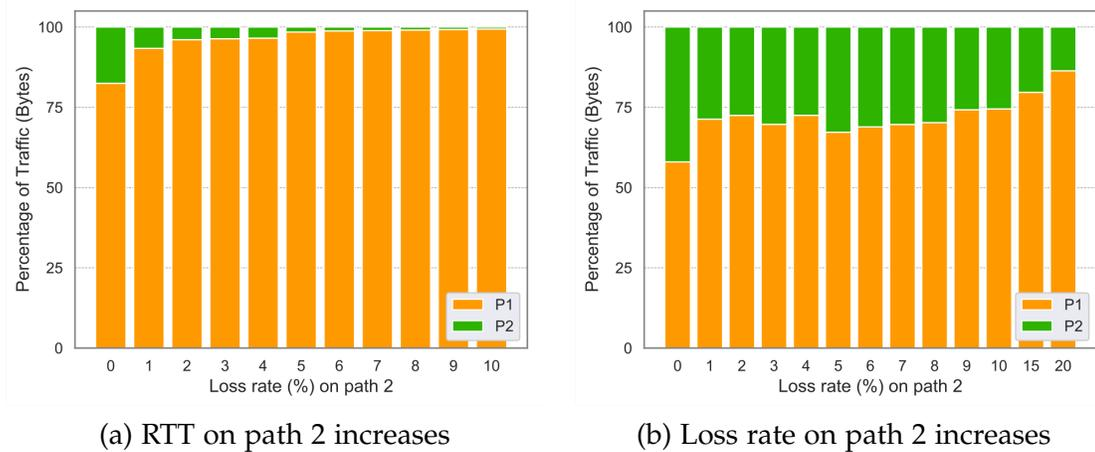 Percentage of Traffic (Bytes)
100
75
50
25
0
0 1 2 3 4 5 6 7 8 9 10
Loss rate (%) on path 2
P1
P2
(a) RTT on path 2 increases
Percentage of Traffic (Bytes)
100
75
50
25
0
0 1 2 3 4 5 6 7 8 9 10 15 20
Loss rate (%) on path 2
P1
P2
(b) Loss rate on path 2 increases